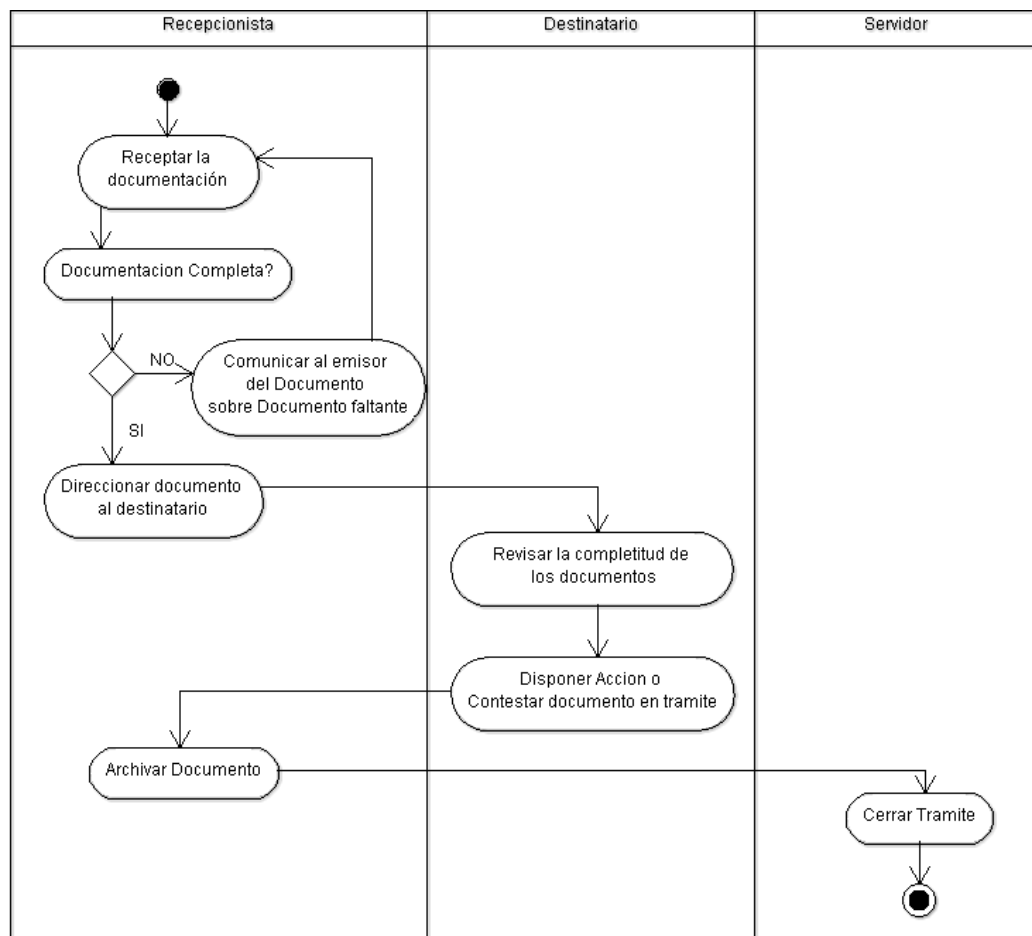 Recepcionista
Destinatario
Servidor
Receptar la
documentación
Documentacion Completa?
NO
Comunicar al emisor
del Documento
sobre Documento faltante
SI
Direccionar documento
al destinatario
Revisar la completitud de
los documentos
Disponer Accion o
Contestar documento en tramite
Archivar Documento
Cerrar Tramite